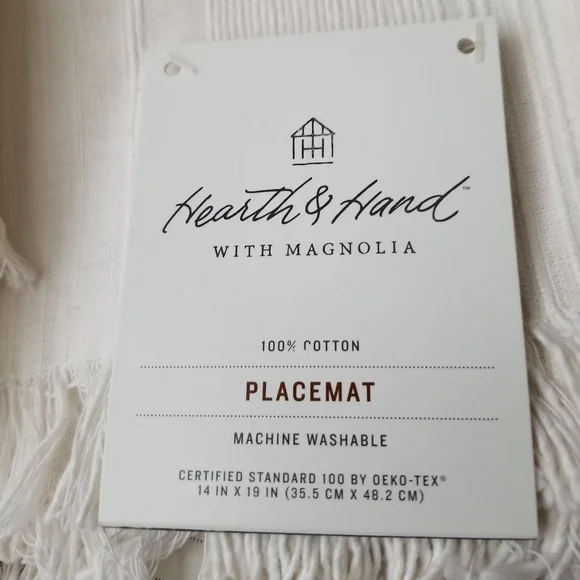 Hearth & Hand™
WITH MAGNOLIA
100% COTTON
PLACEMAT
MACHINE WASHABLE
CERTIFIED STANDARD 100 BY OEKO-TEX®
14 IN X 19 IN (35.5 CM X 48.2 CM)